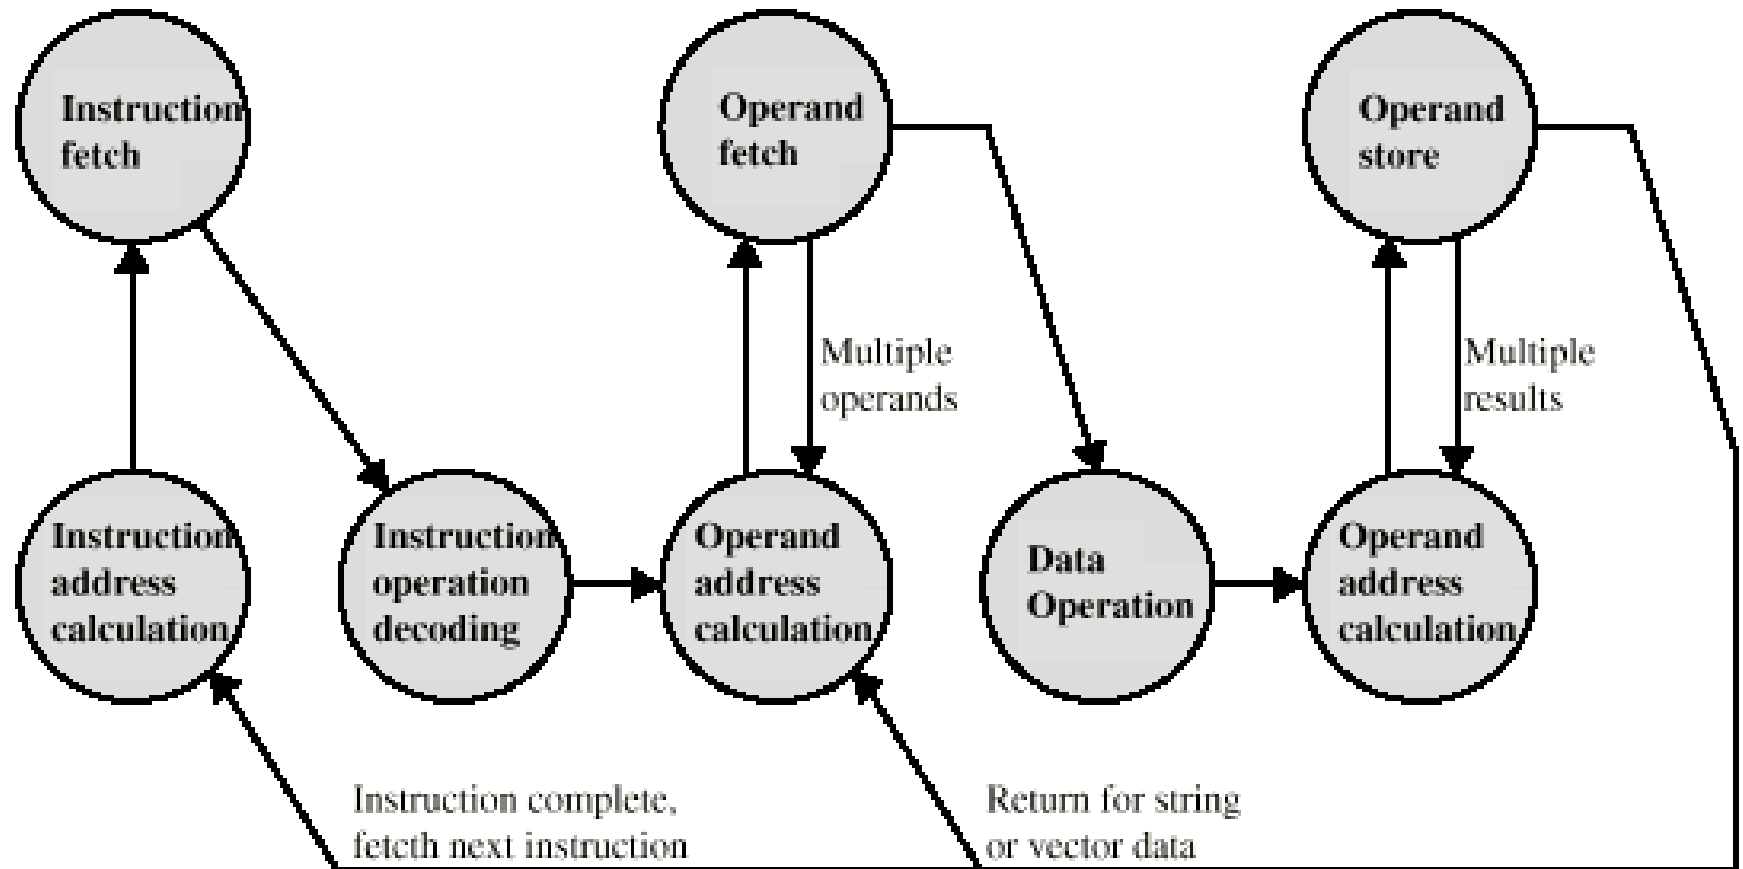 Instruction
fetch
Operand
fetch
Operand
store
Multiple
operands
Multiple
results
Instruction
address
calculation
Instruction
operation
decoding
Operand
address
calculation
Data
Operation
Operand
address
calculation
Instruction complete,
fetcth next instruction
Return for string
or vector data